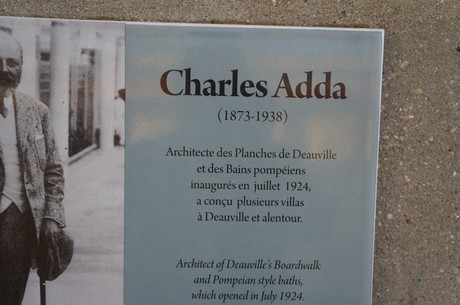 Charles Adda
(1873-1938)
Architecte des Planches de Deauville
et des Bains pompéiens
inaugurés en juillet 1924,
a conçu plusieurs villas
à Deauville et alentour.
Architect of Deauville's Boardwalk
and Pompeian style baths,
which opened in July 1924.